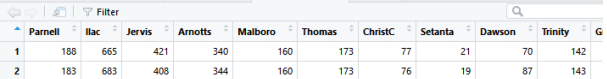 Filter
Parnell Ilac Jervis Arnotts Malboro Thomas ChristC Setanta Dawson Trinity
1 188 665 421 340 160 173 77 21 70 142
2 183 683 408 344 160 173 76 19 87 143